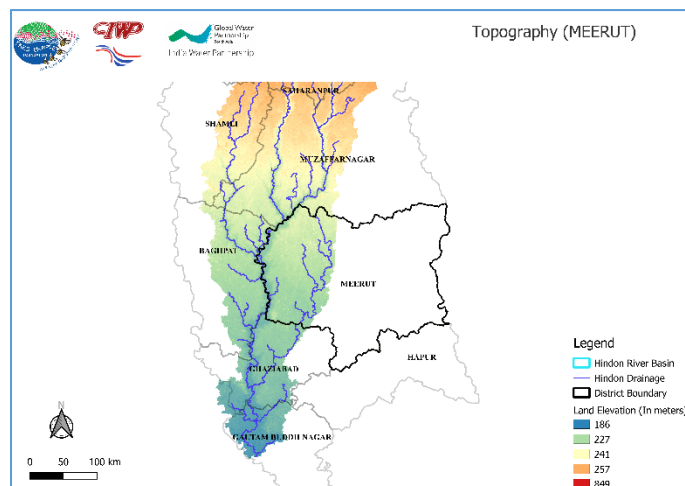 Topography (MEERUT)
Global Water
Partnership
India Water Partnership
SAHARANPUR
SHAMLI
MUZAFFARNAGAR
BAGHPAT
MEERUT
HAPUR
GHAZIABAD
GAUTAM BUDDH NAGAR
N
0 50 100 km
Legend
Hindon River Basin
Hindon Drainage
District Boundary
Land Elevation (In meters)
186
227
241
257
849